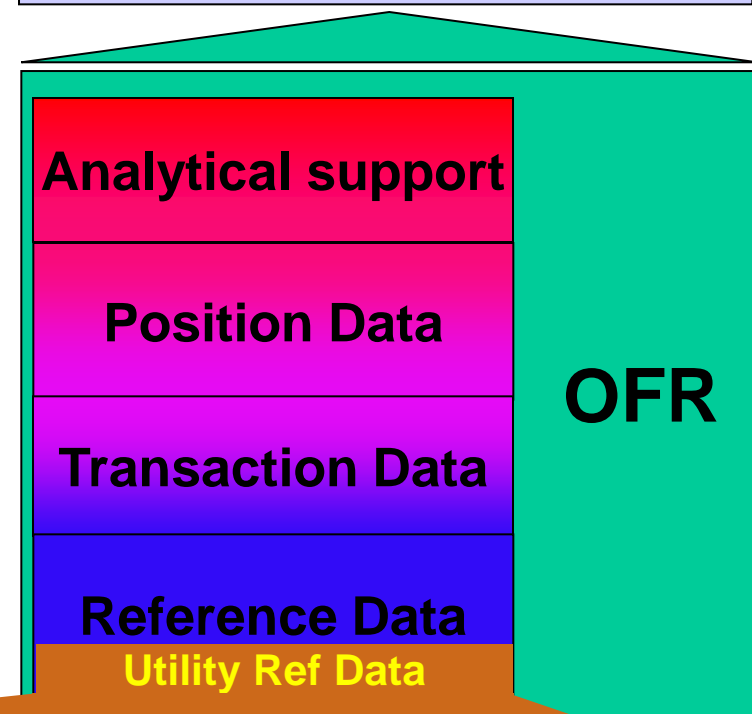 Analytical support
Position Data
OFR
Transaction Data
Reference Data
Utility Ref Data